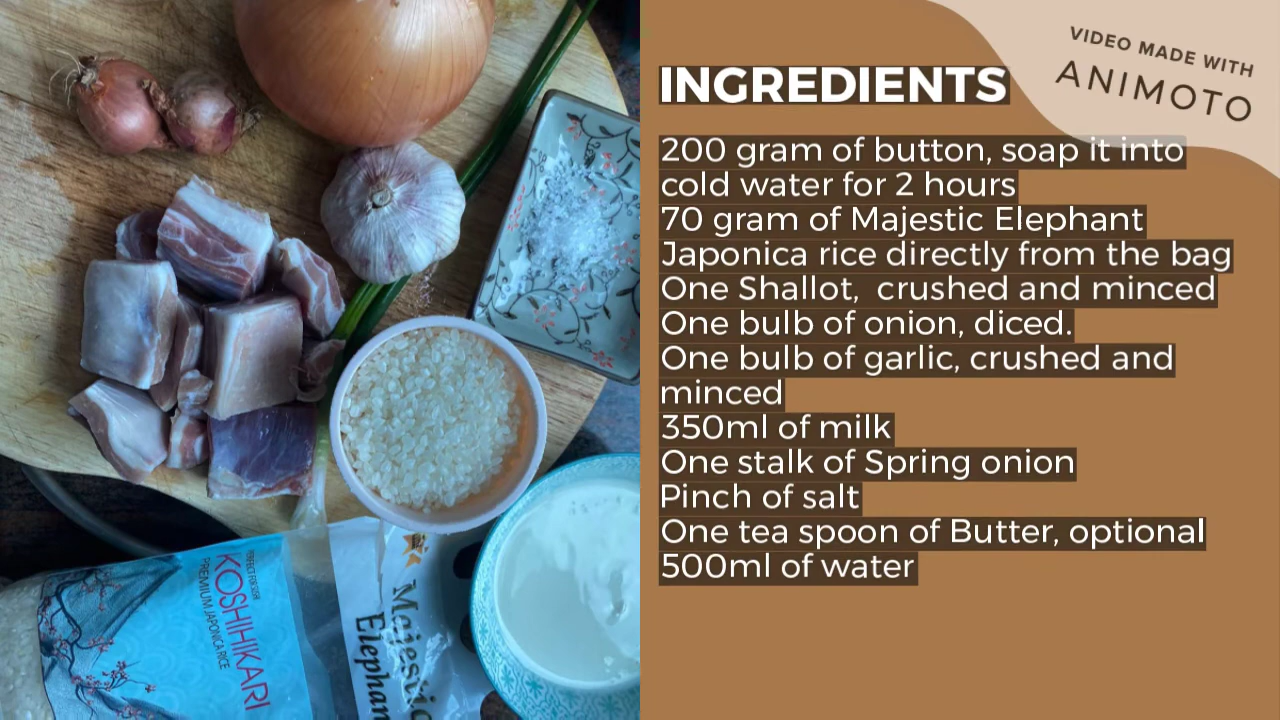 VIDEO MADE WITH
ANIMOTO
INGREDIENTS
200 gram of button, soap it into
cold water for 2 hours
70 gram of Majestic Elephant
Japonica rice directly from the bag
One Shallot,  crushed and minced
One bulb of onion, diced.
One bulb of garlic, crushed and
minced
350ml of milk
One stalk of Spring onion
Pinch of salt
One tea spoon of Butter, optional
500ml of water
PERFECT FOR SUSHI
KOSHIHIKARI
PREMIUM JAPONICA RICE
Majestic
Elephan